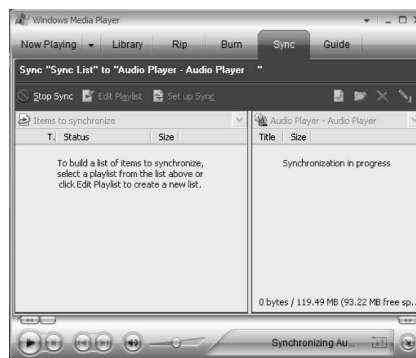 Windows Media Player
Now Playing Library Rip Burn Sync Guide
Sync "Sync List" to "Audio Player - Audio Player "
Stop Sync Edit Playlist Set up Sync
Items to synchronize
Audio Player - Audio Player
T. Status Size
Title Size
To build a list of items to synchronize,
select a playlist from the list above or
click Edit Playlist to create a new list.
Synchronization in progress
0 bytes / 119.49 MB (93.22 MB free sp...
Synchronizing Au...